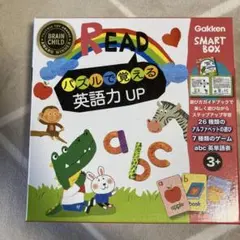 BRAIN
CHILD
READ
パズルで覚える
英語力 UP
abc
Gakken
SMART
BOX
遊び方ガイドブックで
楽しく遊びながら
ステップアップ学習
26種類の
アルファベットの遊び
7種類のゲーム
abc 英単語表
3+
apple
book